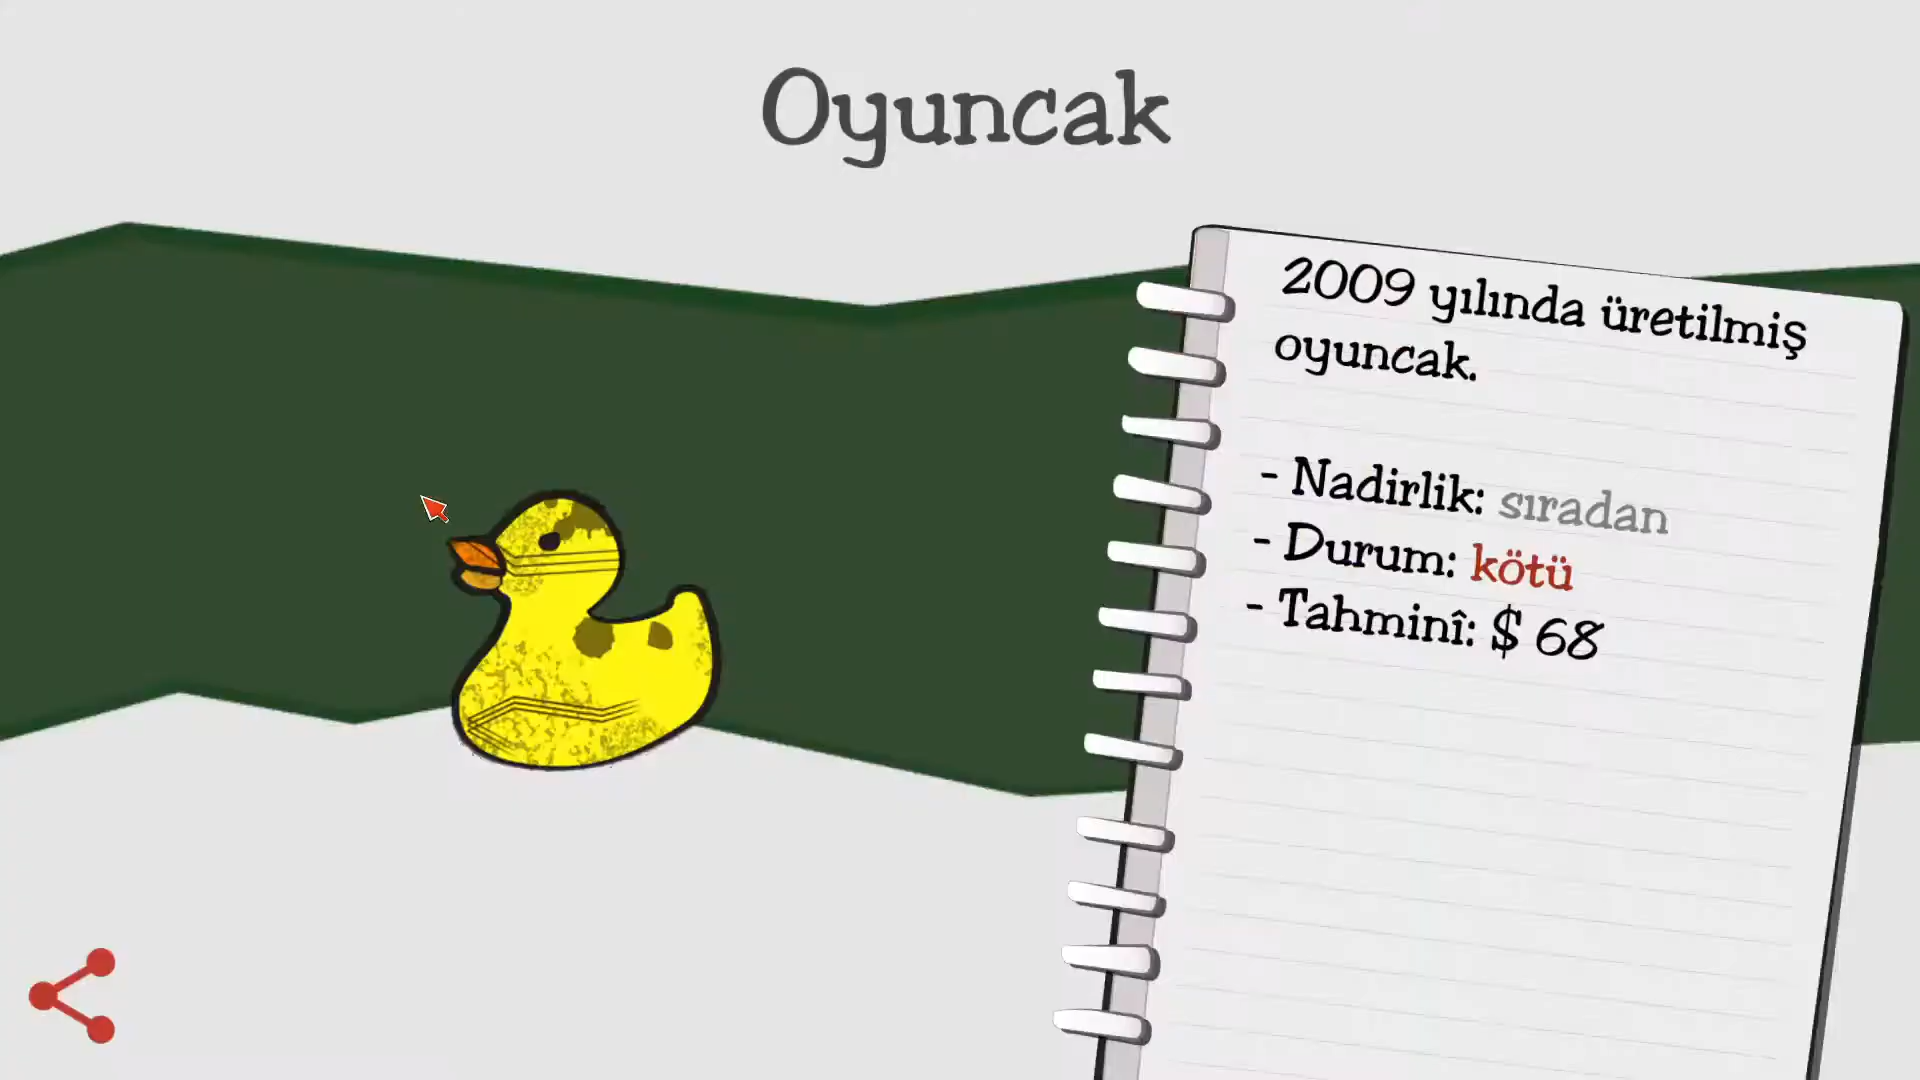 Oyuncak
2009 yılında üretilmiş
oyuncak.
- Nadirlik: sıradan
- Durum: kötü
- Tahminî: $ 68